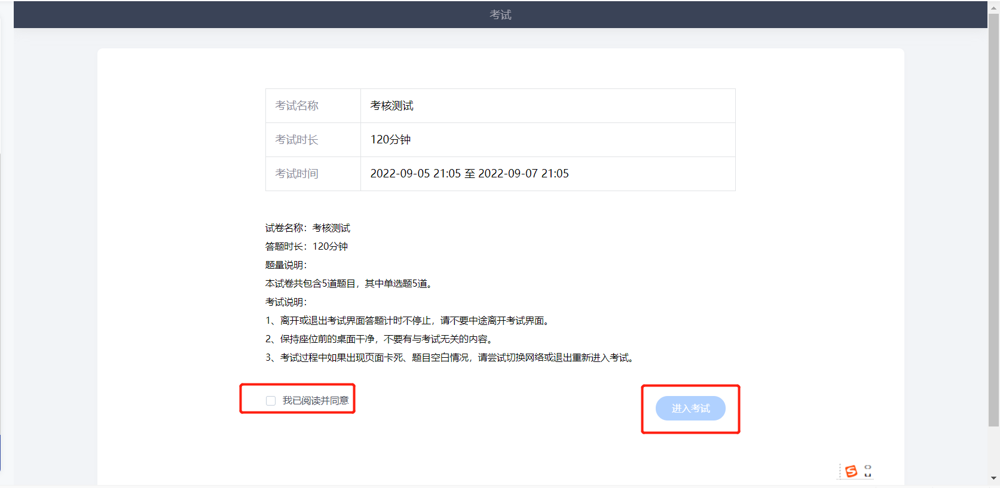 考试
考试名称 考核测试
考试时长 120分钟
考试时间 2022-09-05 21:05 至 2022-09-07 21:05
试卷名称：考核测试
答题时长：120分钟
题量说明：
本试卷共包含5道题目，其中单选题5道。
考试说明：
1、离开或退出考试界面答题计时不停止，请不要中途离开考试界面。
2、保持座位前的桌面干净，不要有与考试无关的内容。
3、考试过程中如果出现页面卡死、题目空白情况，请尝试切换网络或退出重新进入考试。
我已阅读并同意
进入考试
S